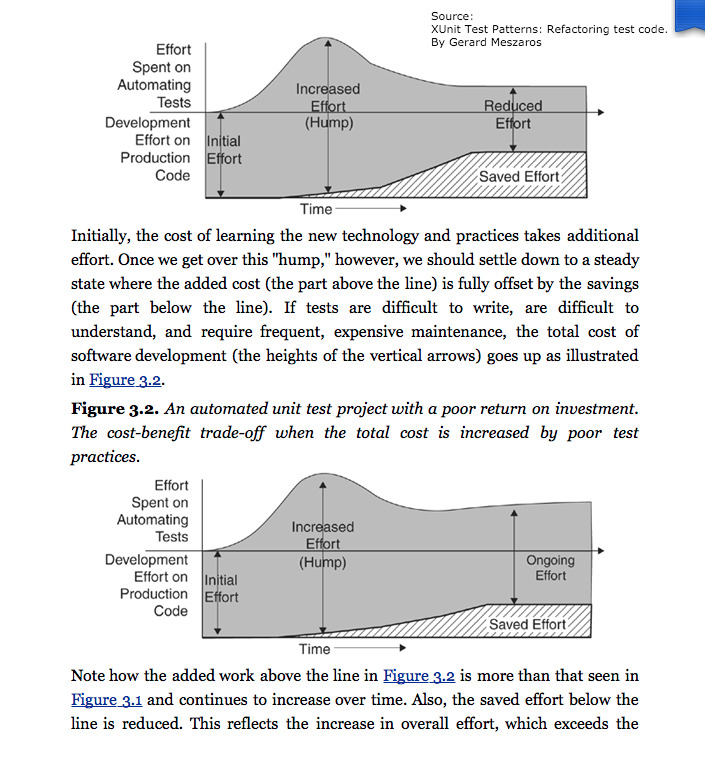 Source:
XUnit Test Patterns: Refactoring test code.
By Gerard Meszaros
Effort
Spent on
Automating
Tests
Development
Effort on
Production
Code
Increased
Effort
(Hump)
Reduced
Effort
Initial
Effort
Saved Effort
Time
Initially, the cost of learning the new technology and practices takes additional
effort. Once we get over this "hump," however, we should settle down to a steady
state where the added cost (the part above the line) is fully offset by the savings
(the part below the line). If tests are difficult to write, are difficult to
understand, and require frequent, expensive maintenance, the total cost of
software development (the heights of the vertical arrows) goes up as illustrated
in Figure 3.2.
Figure 3.2. An automated unit test project with a poor return on investment.
The cost-benefit trade-off when the total cost is increased by poor test
practices.
Effort
Spent on
Automating
Tests
Development
Effort on
Production
Code
Increased
Effort
(Hump)
Ongoing
Effort
Initial
Effort
Saved Effort
Time
Note how the added work above the line in Figure 3.2 is more than that seen in
Figure 3.1 and continues to increase over time. Also, the saved effort below the
line is reduced. This reflects the increase in overall effort, which exceeds the